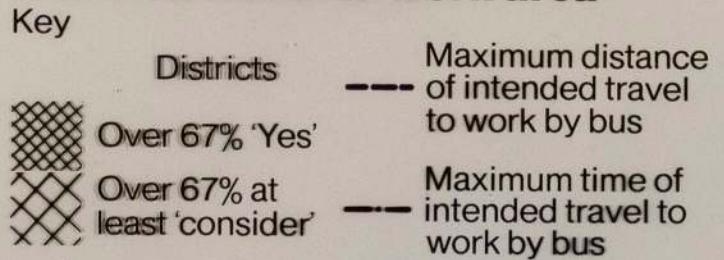 Key
Districts
Over 67% 'Yes'
Over 67% at
least 'consider'
Maximum distance
of intended travel
to work by bus
Maximum time of
intended travel to
work by bus